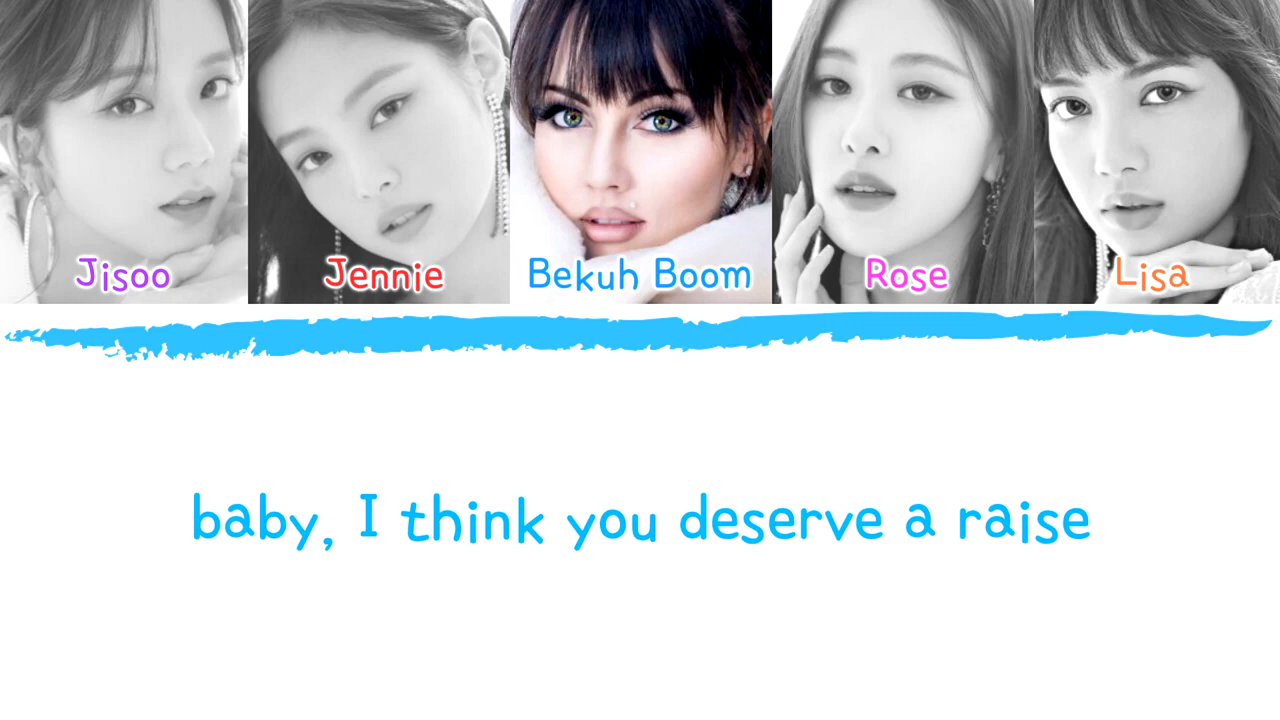 Jisoo
Jennie
Bekuh Boom
Rose
Lisa
baby, I think you deserve a raise